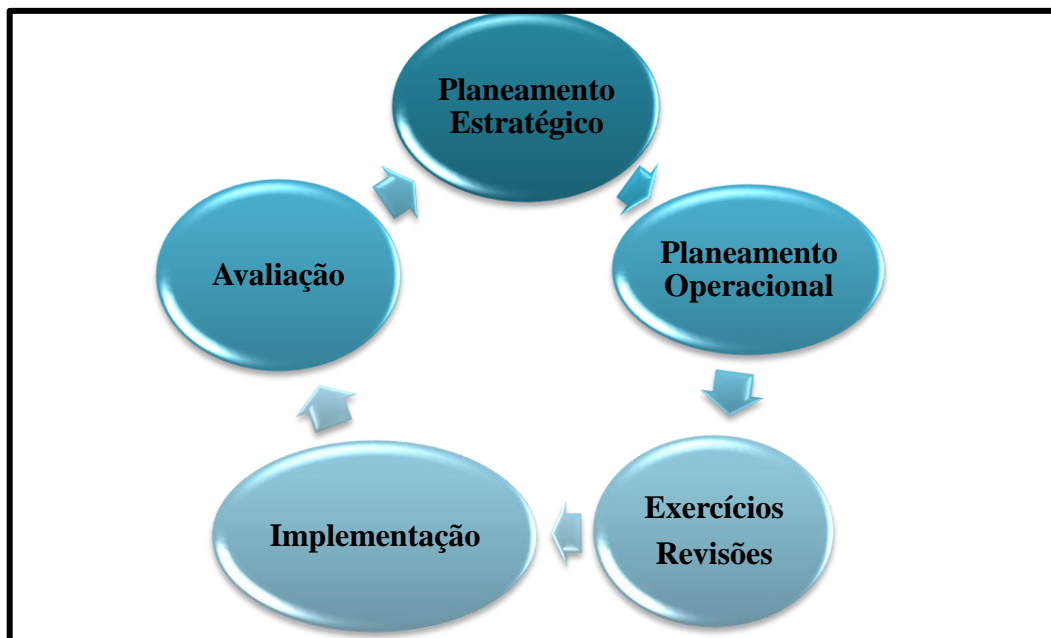 Planeamento
Estratégico
Planeamento
Operacional
Exercícios
Revisões
Implementação
Avaliação